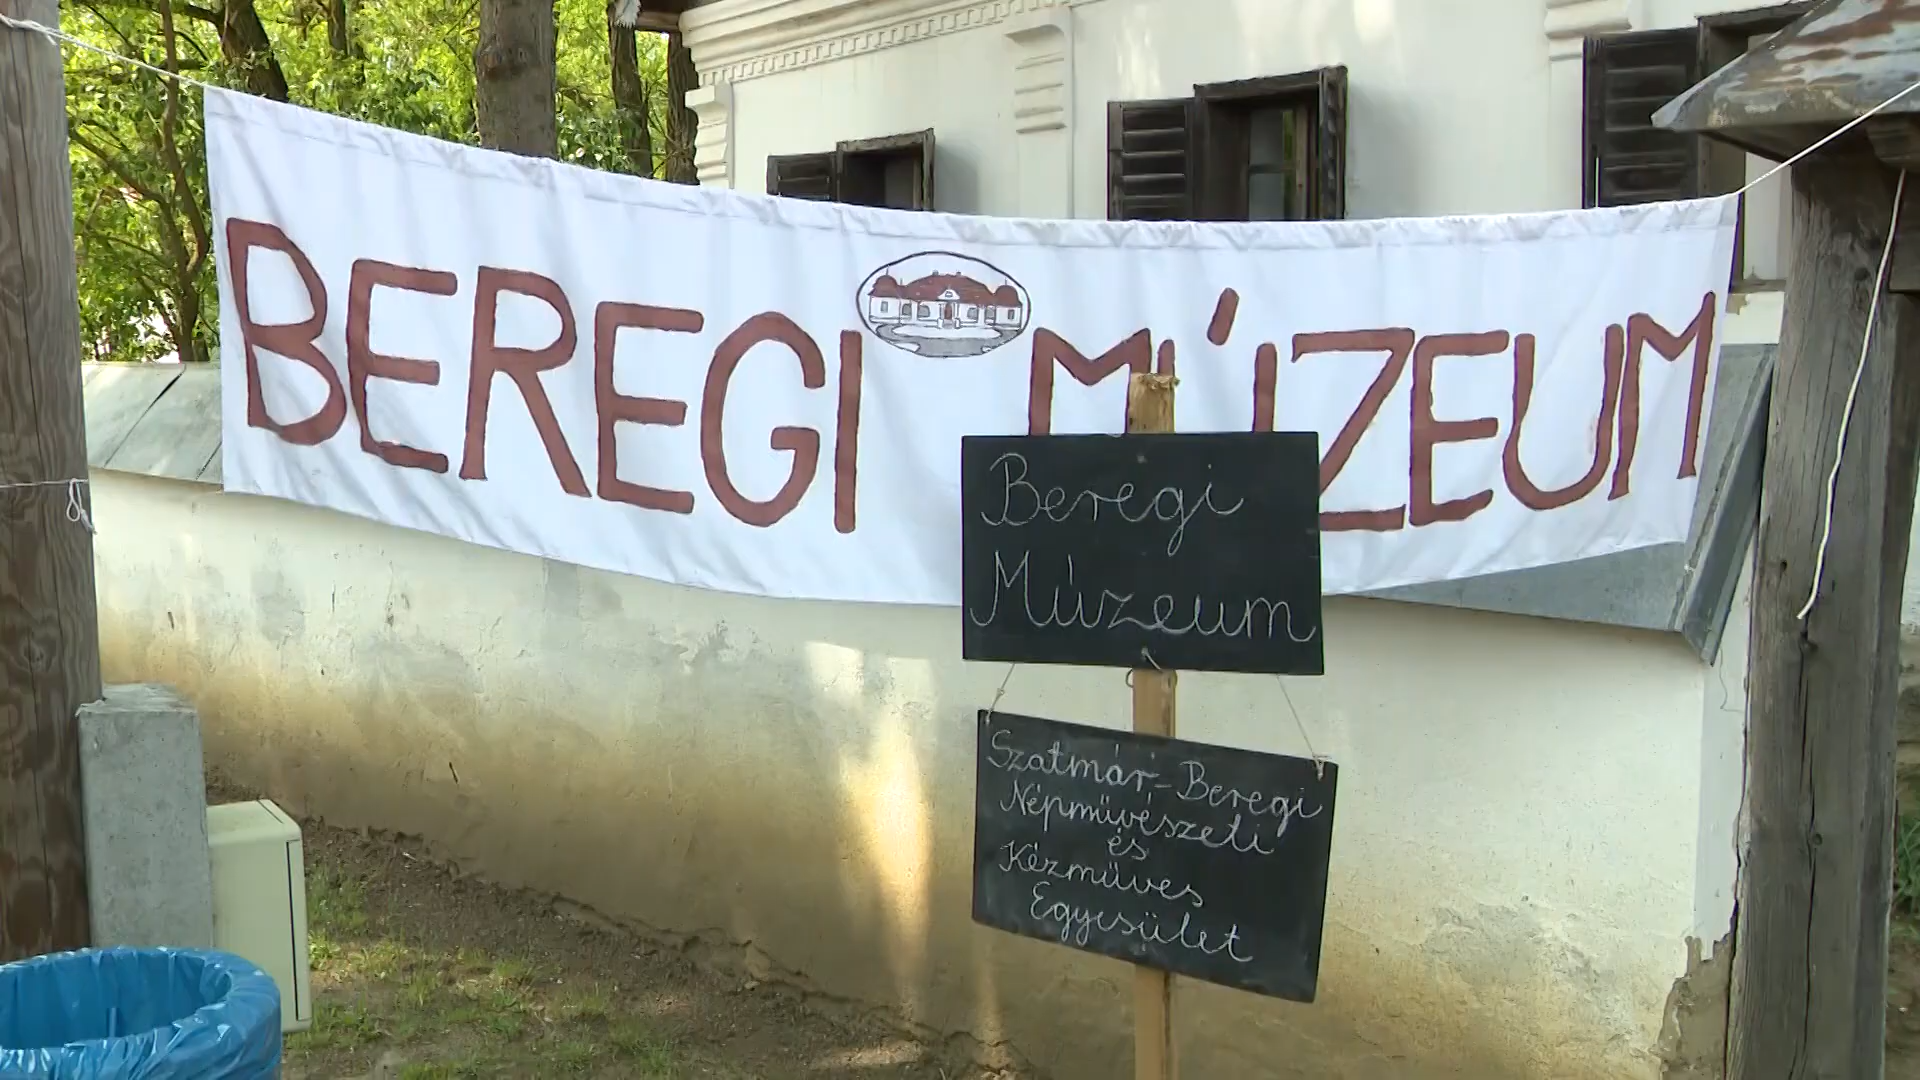 BEREGI MÚZEUM
Beregi
Múzeum
Szatmár-Beregi
Népművészeti
és
Kézműves
Egyesület